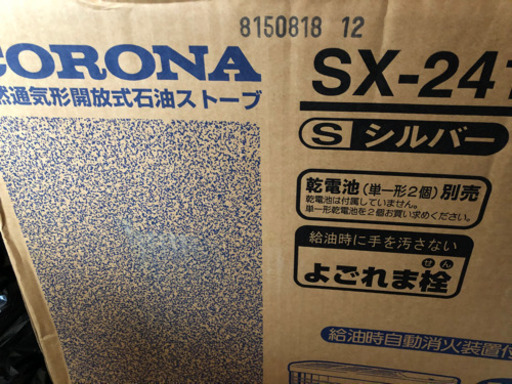 8150818 12
CORONA
SX-241
然通気形開放式石油ストーブ
S シルバー
乾電池(単一形2個)別売
乾電池は付属していません。
単一形乾電池を2個お買い求めください。
給油時に手を汚さない
せん
よごれま栓
給油時自動消火装置付